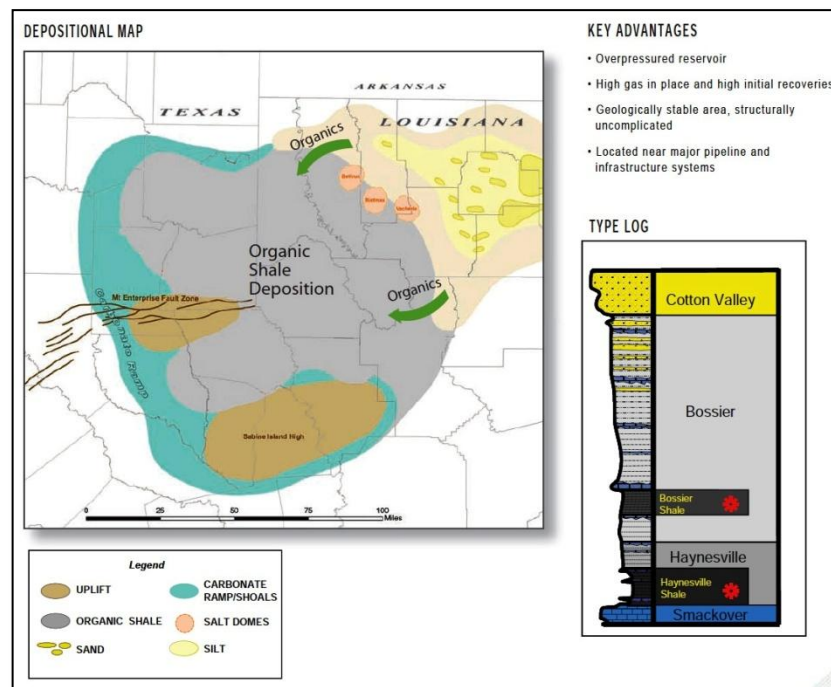 DEPOSITIONAL MAP
ARKANSAS
TEXAS
LOUISIANA
Organics
Organic
Shale
Deposition
Organics
Mt Enterprise Fault Zone
Carbonate Ramp
Sabine Island High
0 25 50 75 100
Miles
Legend
UPLIFT
CARBONATE
RAMP/SHOALS
ORGANIC SHALE
SALT DOMES
SAND
SILT
KEY ADVANTAGES
• Overpressured reservoir
• High gas in place and high initial recoveries
• Geologically stable area, structurally
uncomplicated
• Located near major pipeline and
infrastructure systems
TYPE LOG
Cotton Valley
Bossier
Bossier
Shale
Haynesville
Haynesville
Shale
Smackover